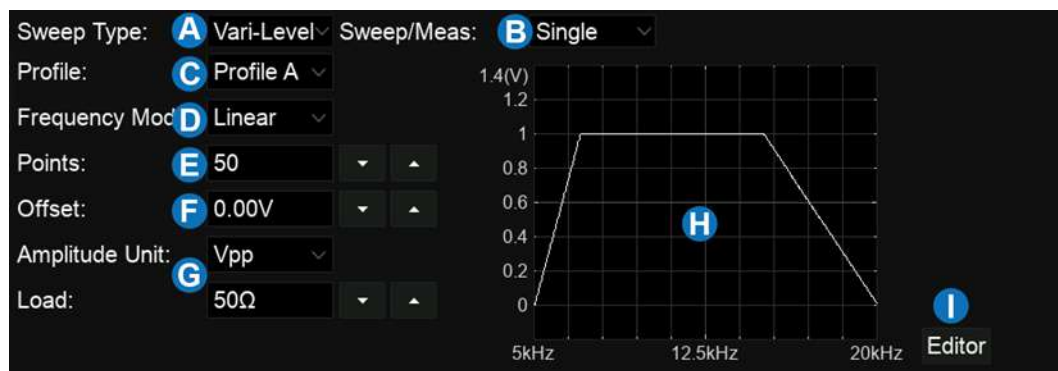 Sweep Type: A Vari-Level Sweep/Meas: B Single
Profile: C Profile A 1.4(V)
1.2
Frequency Mod D Linear
1
Points: E 50
0.8
Offset: F 0.00V
0.6
H
0.4
Amplitude Unit: Vpp
G
0.2
Load: 50Ω
0
I
5kHz 12.5kHz 20kHz Editor